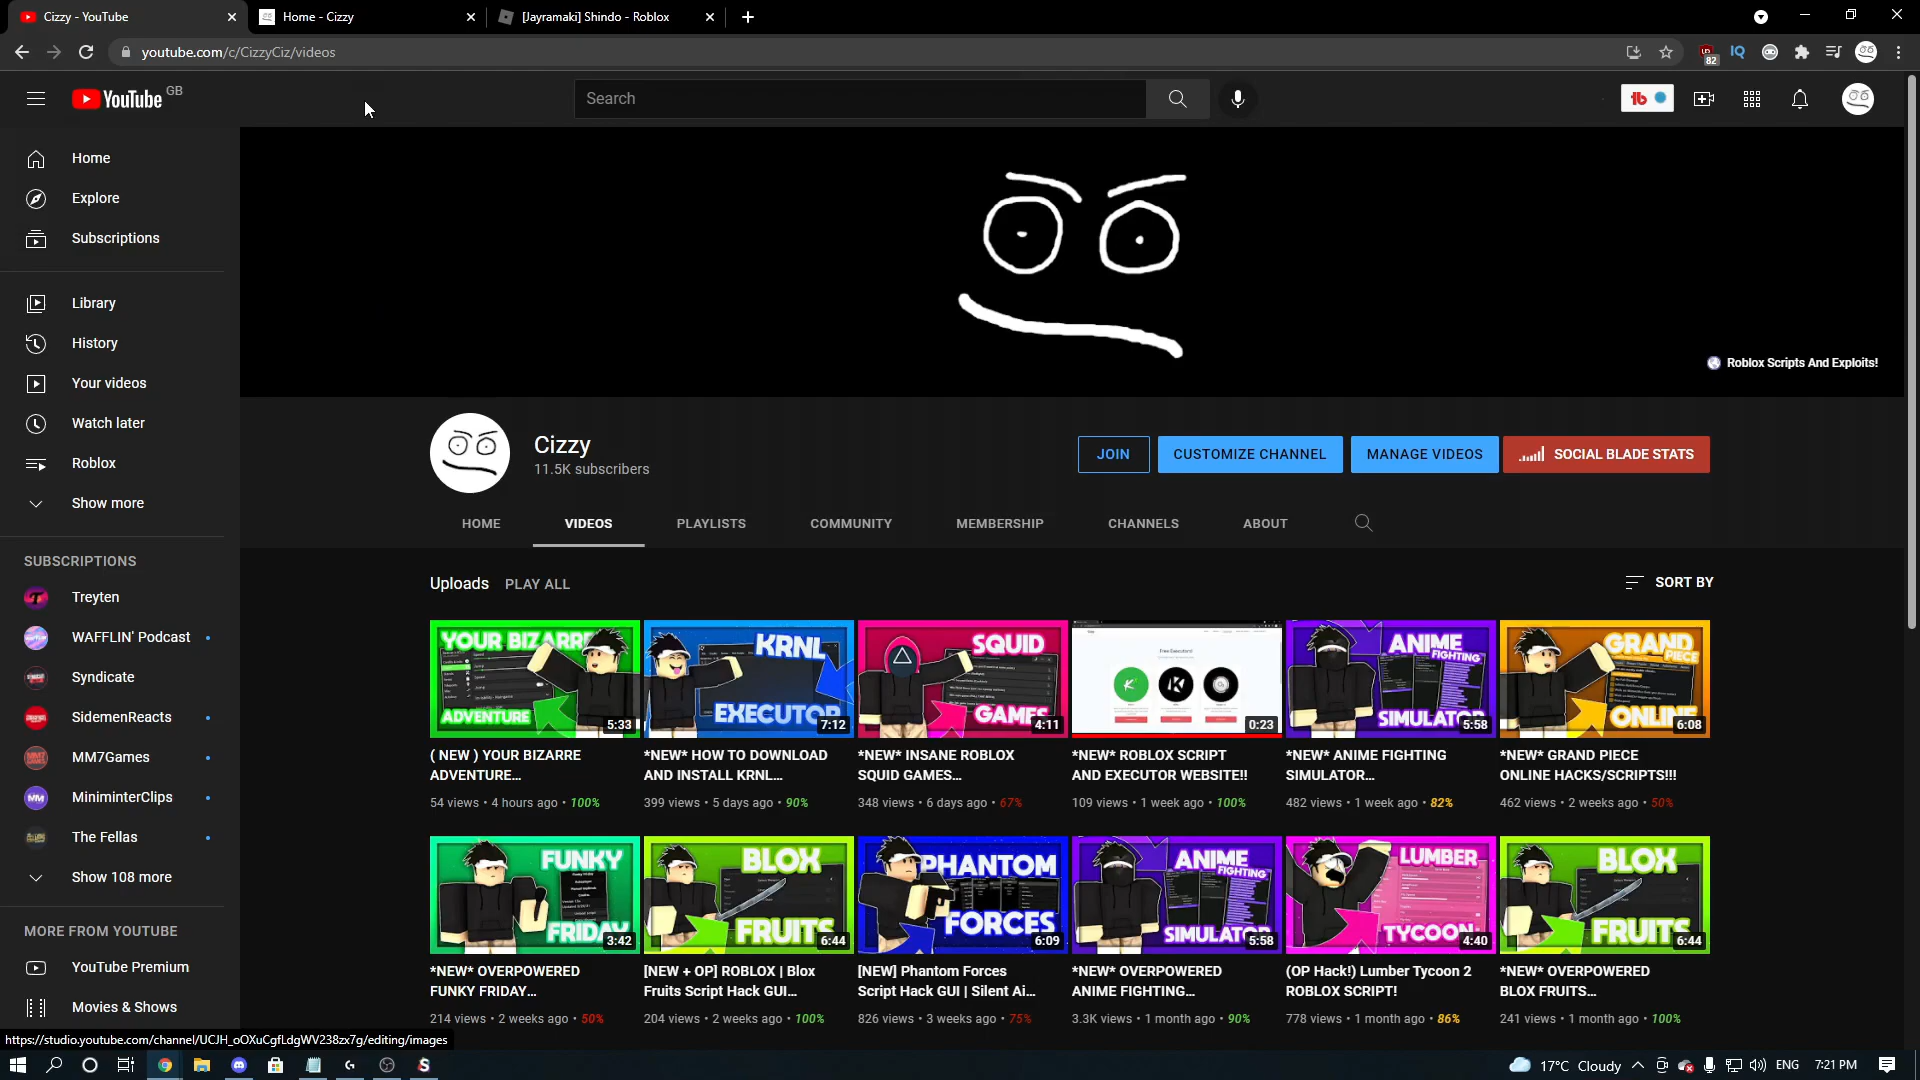 Cizzy - YouTube
Home - Cizzy
[Jayramaki] Shindo - Roblox
youtube.com/c/CizzyCiz/videos
82
IQ
YouTube GB
Search
tb
Home
Explore
Subscriptions
Library
History
Your videos
Watch later
Roblox
Show more
SUBSCRIPTIONS
Treyten
WAFFLIN' Podcast
Syndicate
SidemenReacts
MM7Games
MiniminterClips
The Fellas
Show 108 more
MORE FROM YOUTUBE
YouTube Premium
Movies & Shows
Roblox Scripts And Exploits!
Cizzy
11.5K subscribers
JOIN
CUSTOMIZE CHANNEL
MANAGE VIDEOS
SOCIAL BLADE STATS
HOME
VIDEOS
PLAYLISTS
COMMUNITY
MEMBERSHIP
CHANNELS
ABOUT
Uploads
PLAY ALL
SORT BY
YOUR BIZARRE
ADVENTURE
5:33
( NEW ) YOUR BIZARRE
ADVENTURE...
54 views • 4 hours ago • 100%
KRNL
EXECUTOR
7:12
*NEW* HOW TO DOWNLOAD
AND INSTALL KRNL...
399 views • 5 days ago • 90%
SQUID
GAMES
4:11
*NEW* INSANE ROBLOX
SQUID GAMES...
348 views • 6 days ago • 67%
0:23
*NEW* ROBLOX SCRIPT
AND EXECUTOR WEBSITE!!
109 views • 1 week ago • 100%
ANIME
FIGHTING
SIMULATOR
5:58
*NEW* ANIME FIGHTING
SIMULATOR...
482 views • 1 week ago • 82%
GRAND
PIECE
ONLINE
6:08
*NEW* GRAND PIECE
ONLINE HACKS/SCRIPTS!!!
462 views • 2 weeks ago • 50%
FUNKY
FRIDAY
3:42
*NEW* OVERPOWERED
FUNKY FRIDAY...
214 views • 2 weeks ago • 50%
BLOX
FRUITS
6:44
[NEW + OP] ROBLOX | Blox
Fruits Script Hack GUI...
204 views • 2 weeks ago • 100%
PHANTOM
FORCES
6:09
[NEW] Phantom Forces
Script Hack GUI | Silent Ai...
826 views • 3 weeks ago • 75%
ANIME
FIGHTING
SIMULATOR
5:58
*NEW* OVERPOWERED
ANIME FIGHTING...
3.3K views • 1 month ago • 90%
LUMBER
TYCOON
4:40
(OP Hack!) Lumber Tycoon 2
ROBLOX SCRIPT!
778 views • 1 month ago • 86%
BLOX
FRUITS
6:44
*NEW* OVERPOWERED
BLOX FRUITS...
241 views • 1 month ago • 100%
https://studio.youtube.com/channel/UCJH_oOXuCgfLdgWV238zx7g/editing/images
17°C Cloudy
ENG
7:21 PM